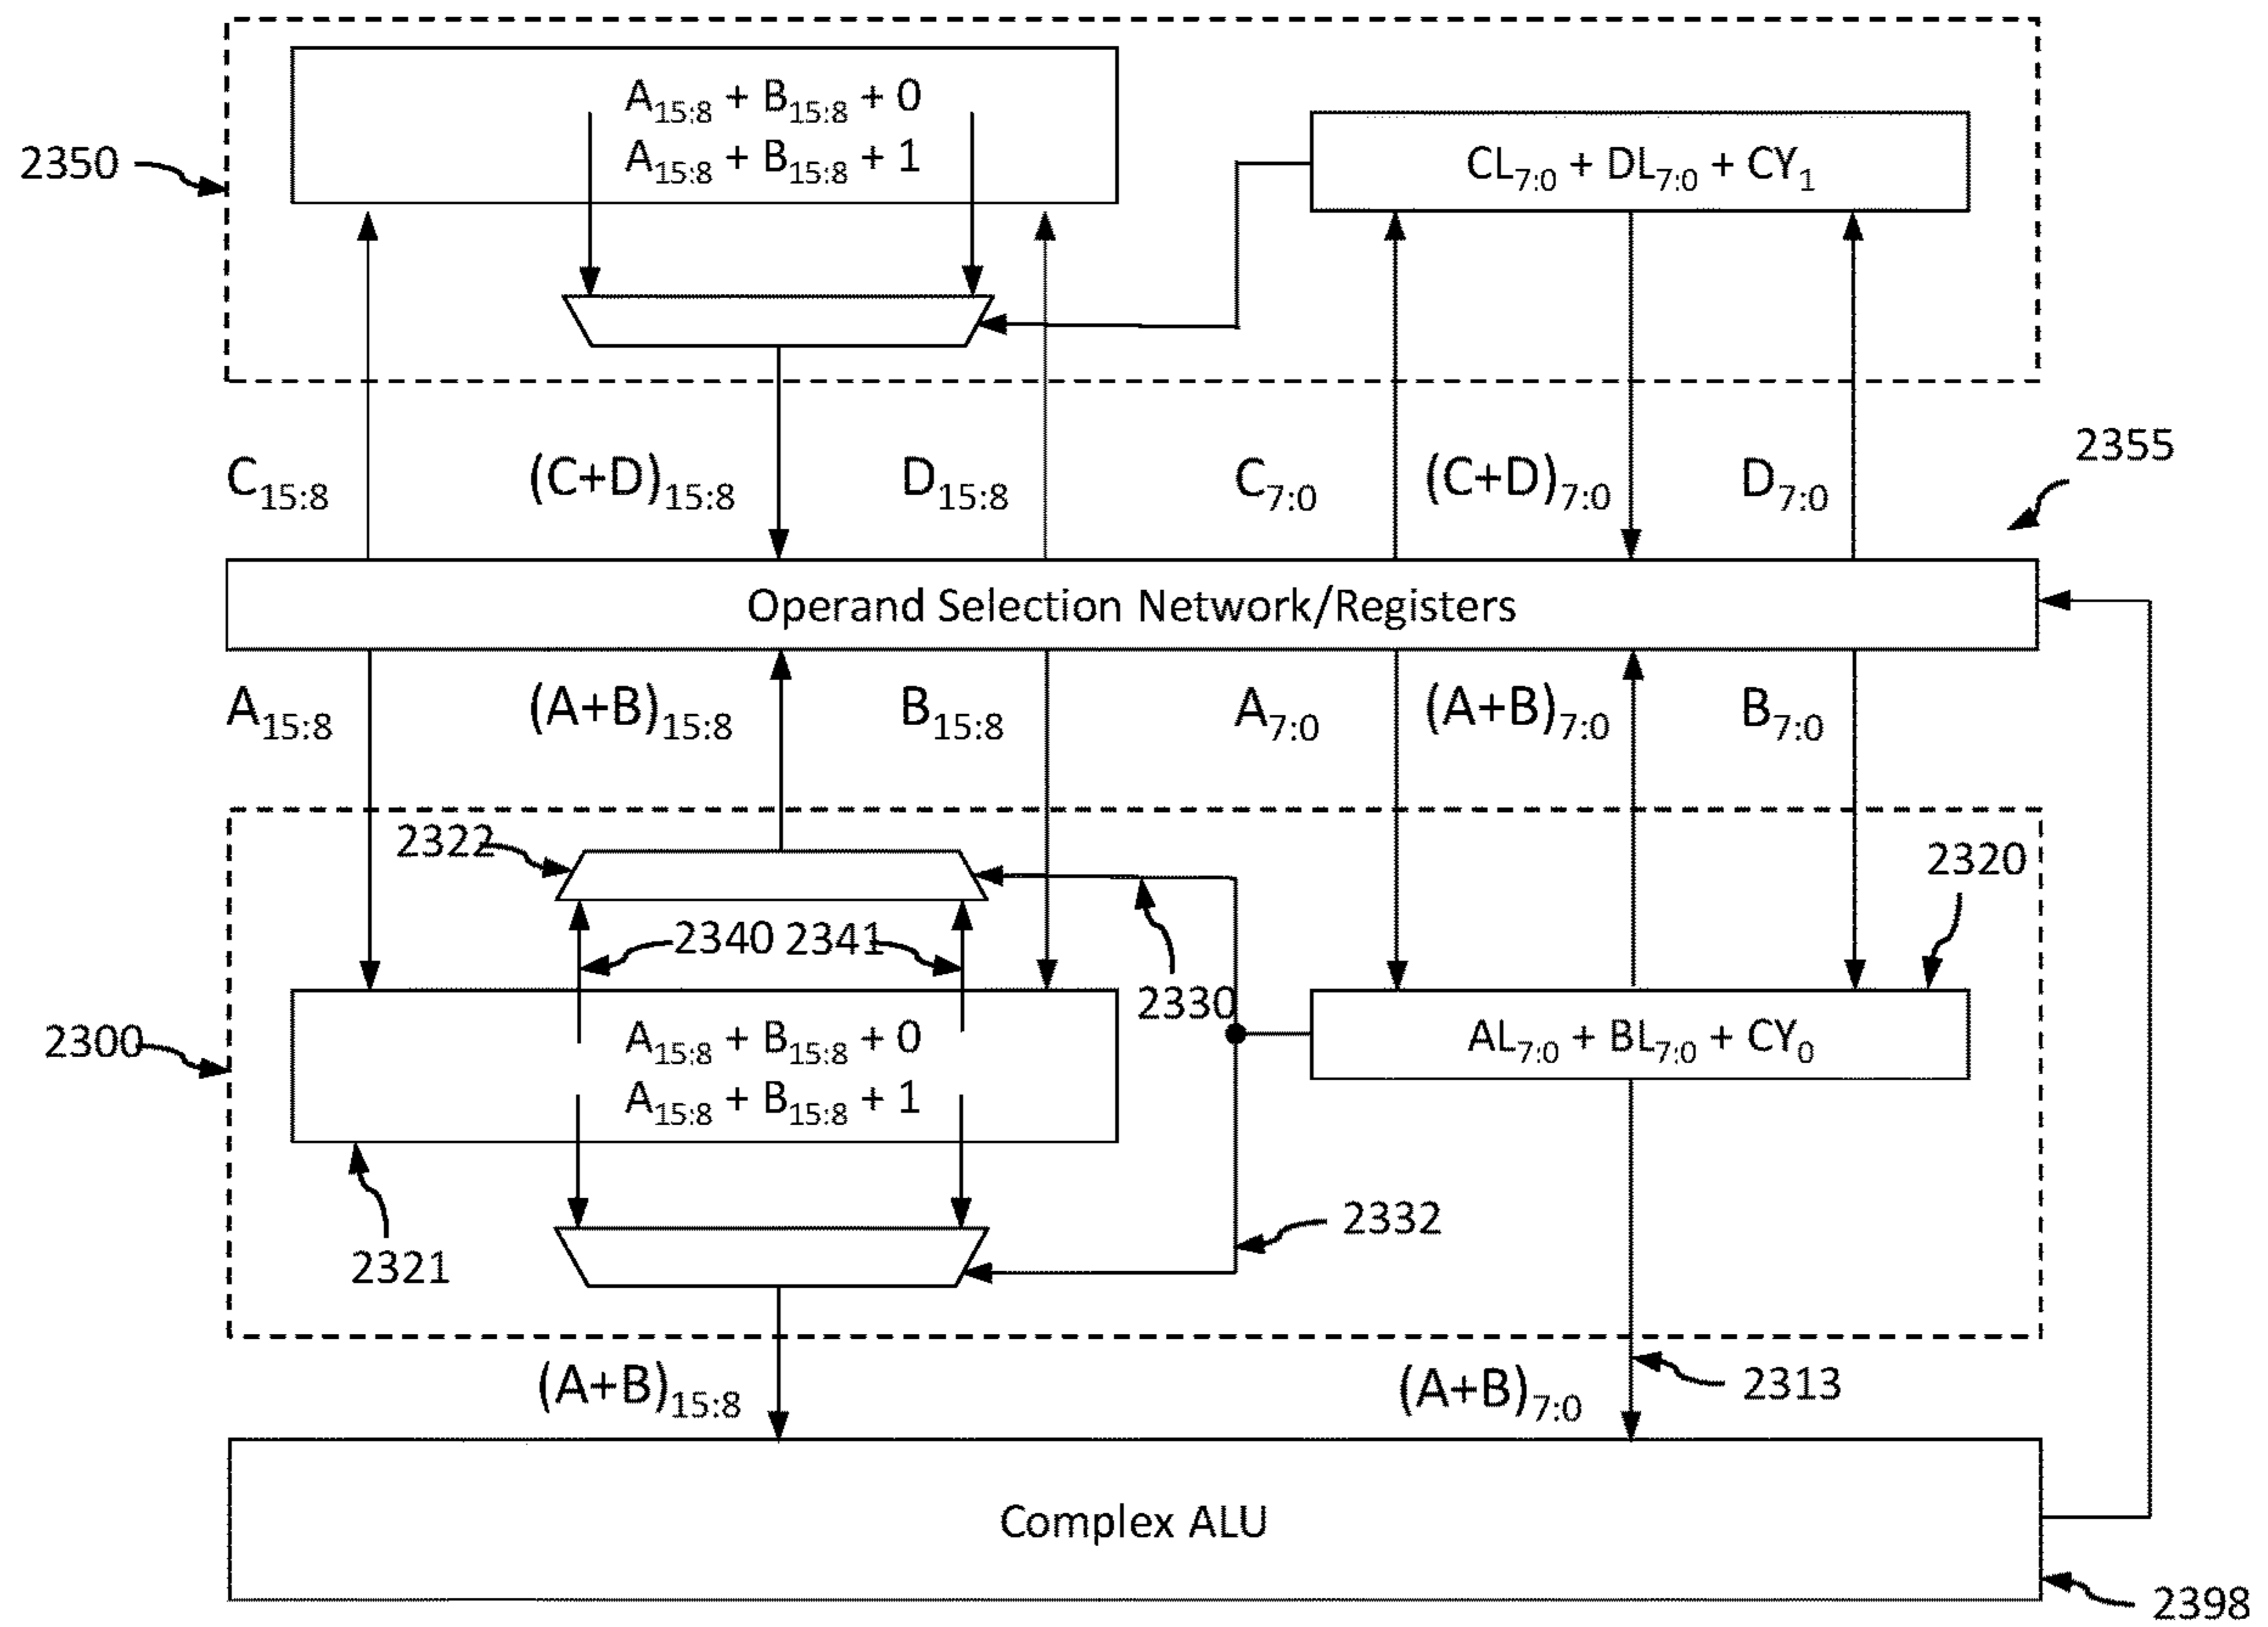 A15:8 + B15:8 + 0
A15:8 + B15:8 + 1
CL7:0 + DL7:0 + CY1
2350
2355
C15:8 (C+D)15:8 D15:8 C7:0 (C+D)7:0 D7:0
Operand Selection Network/Registers
A15:8 (A+B)15:8 B15:8 A7:0 (A+B)7:0 B7:0
2322
2320
2340 2341
2330
2300
A15:8 + B15:8 + 0
A15:8 + B15:8 + 1
AL7:0 + BL7:0 + CY0
2332
2321
(A+B)15:8 (A+B)7:0 2313
Complex ALU
2398